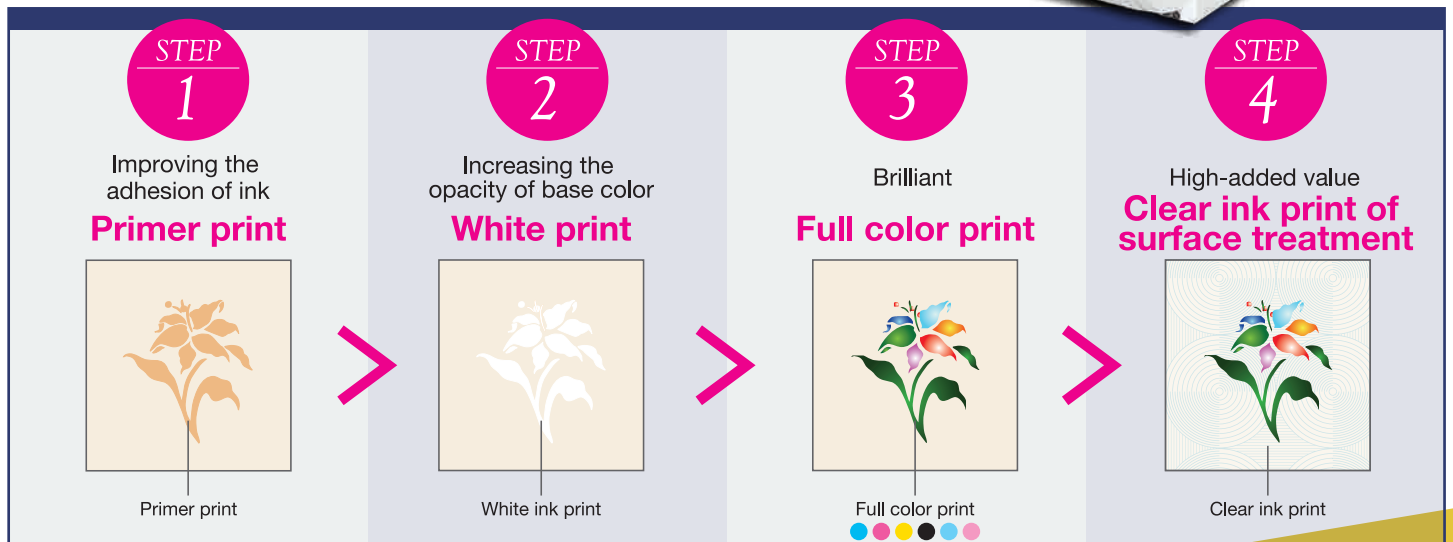 STEP
1
Improving the
adhesion of ink
Primer print
Primer print
STEP
2
Increasing the
opacity of base color
White print
White ink print
STEP
3
Brilliant
Full color print
Full color print
STEP
4
High-added value
Clear ink print of
surface treatment
Clear ink print